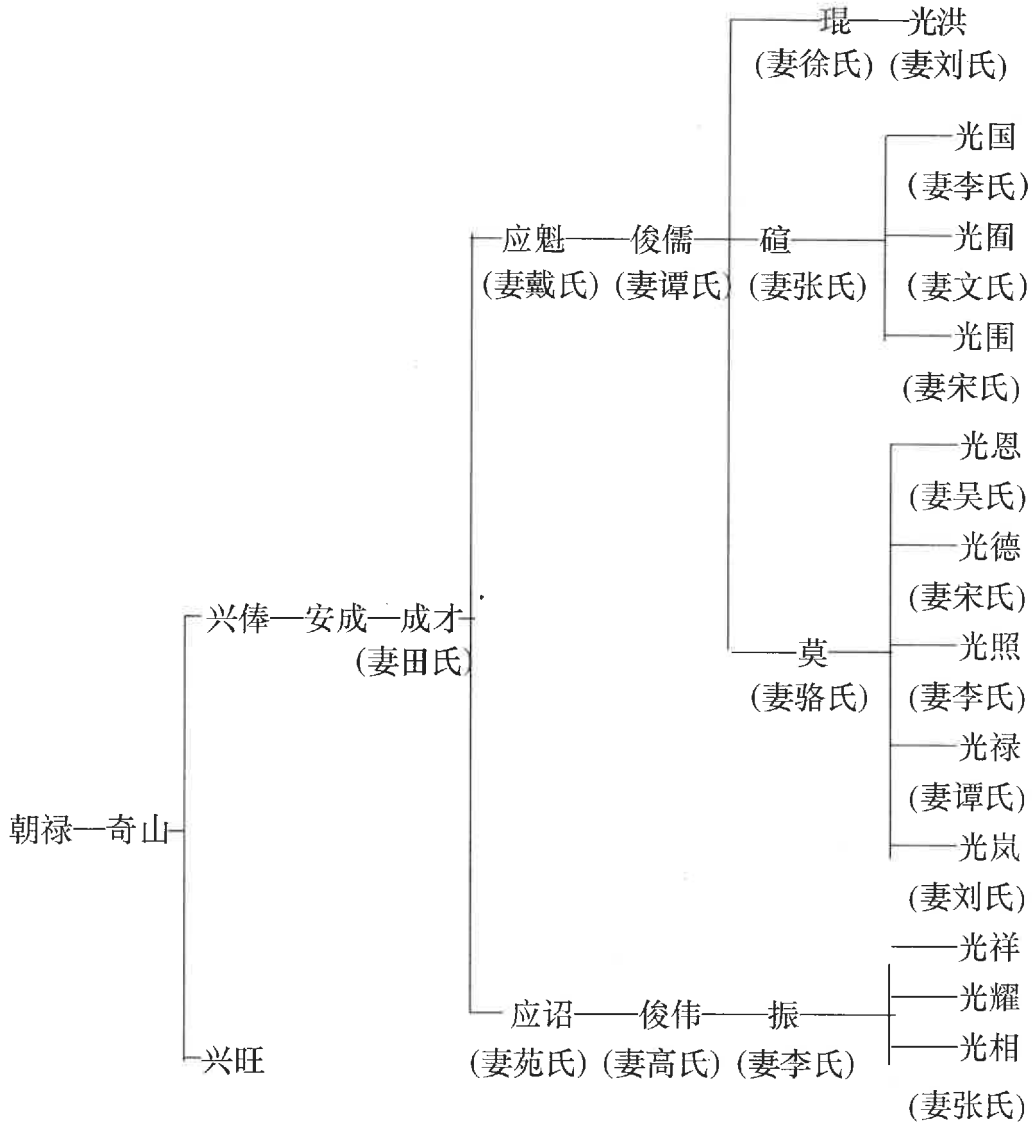 琨 光洪
(妻徐氏) (妻刘氏)
光国
(妻李氏)
应魁 俊儒 碹 光囿
(妻戴氏) (妻谭氏) (妻张氏) (妻文氏)
光围
(妻宋氏)
光恩
(妻吴氏)
光德
(妻宋氏)
兴俸 安成 成才
(妻田氏)
莫 光照
(妻骆氏) (妻李氏)
光禄
(妻谭氏)
朝禄 奇山
光岚
(妻刘氏)
光祥
光耀
应诏 俊伟 振
光相
兴旺
(妻苑氏) (妻高氏) (妻李氏)
(妻张氏)